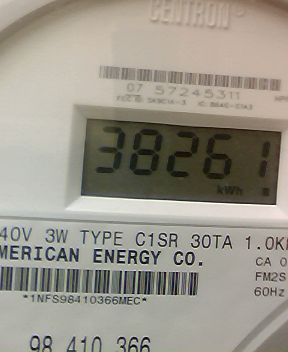 CENTRON®
07 57245311
38261
kWh
40V 3W TYPE C1SR 30TA 1.0K
MERICAN ENERGY CO.
CA 0
FM2S
60Hz
*1NFS98410366MEC*
98 410 366